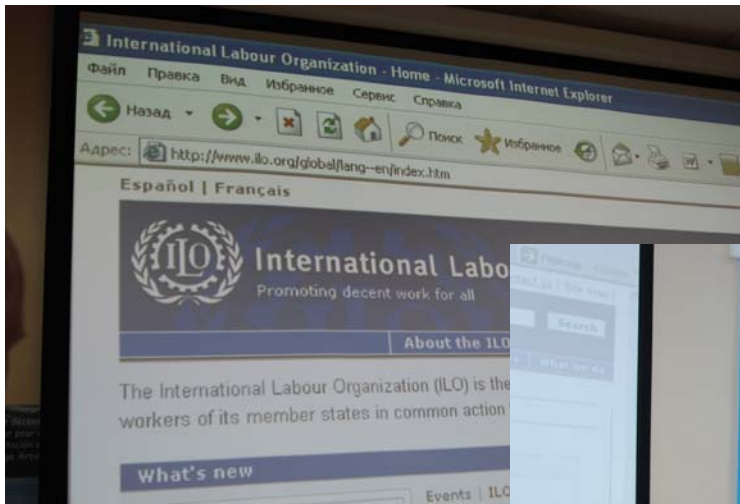 International Labour Organization - Home - Microsoft Internet Explorer
Файл Правка Вид Избранное Сервис Справка
Назад Поиск Избранное
Адрес: http://www.ilo.org/global/lang--en/index.htm
Español | Français
ILO International Labo
Promoting decent work for all
Search
About the ILO
What we do
The International Labour Organization (ILO) is the
workers of its member states in common action
What's new
Events | ILO